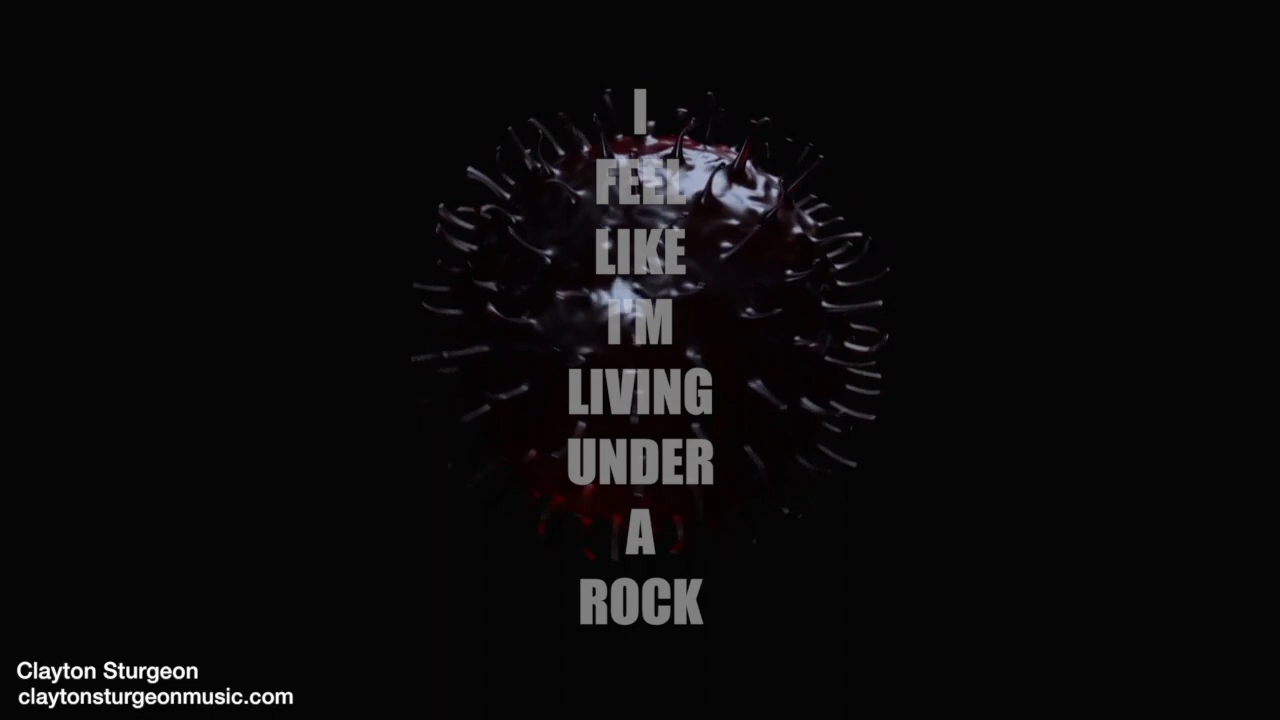 I
FEEL
LIKE
I'M
LIVING
UNDER
A
ROCK
Clayton Sturgeon
claytonsturgeonmusic.com